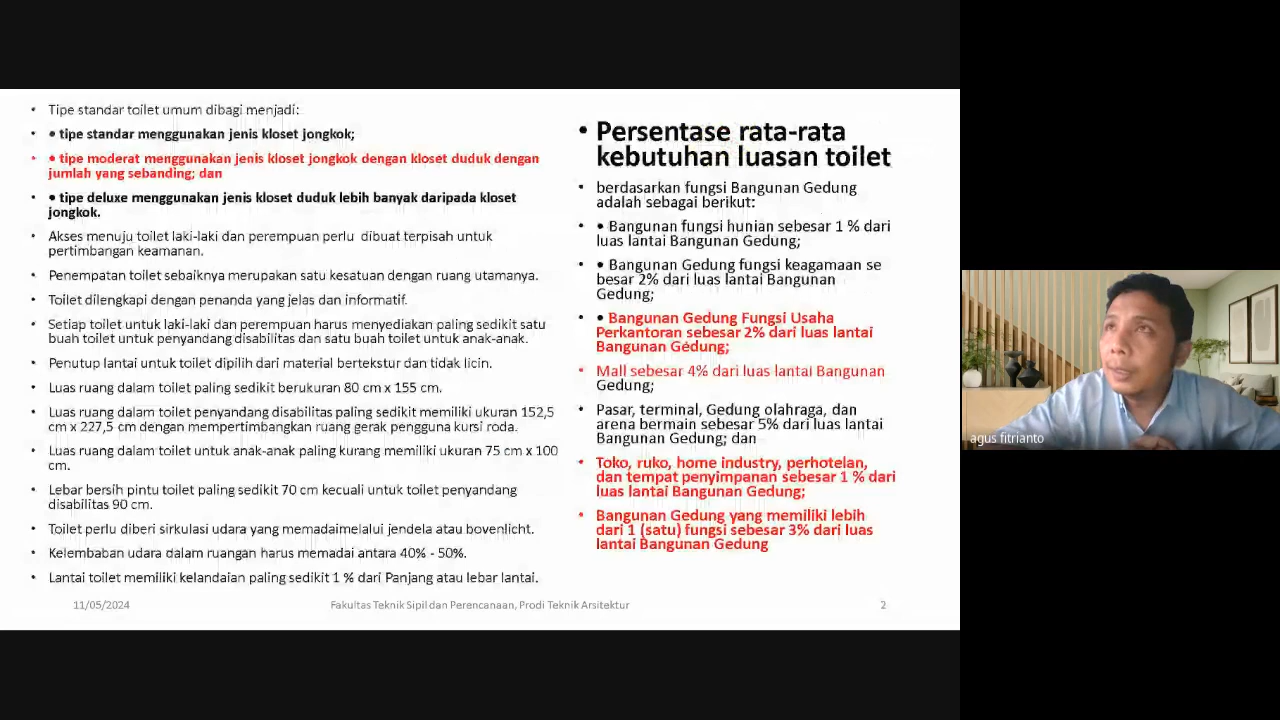 • Tipe standar toilet umum dibagi menjadi:
• • tipe standar menggunakan jenis kloset jongkok;
• • tipe moderat menggunakan jenis kloset jongkok dengan kloset duduk dengan
jumlah yang sebanding; dan
• • tipe deluxe menggunakan jenis kloset duduk lebih banyak daripada kloset
jongkok.
• Akses menuju toilet laki-laki dan perempuan perlu dibuat terpisah untuk
pertimbangan keamanan.
• Penempatan toilet sebaiknya merupakan satu kesatuan dengan ruang utamanya.
• Toilet dilengkapi dengan penanda yang jelas dan informatif.
• Setiap toilet untuk laki-laki dan perempuan harus menyediakan paling sedikit satu
buah toilet untuk penyandang disabilitas dan satu buah toilet untuk anak-anak.
• Penutup lantai untuk toilet dipilih dari material bertekstur dan tidak licin.
• Luas ruang dalam toilet paling sedikit berukuran 80 cm x 155 cm.
• Luas ruang dalam toilet penyandang disabilitas paling sedikit memiliki ukuran 152,5
cm x 227,5 cm dengan mempertimbangkan ruang gerak pengguna kursi roda.
• Luas ruang dalam toilet untuk anak-anak paling kurang memiliki ukuran 75 cm x 100
cm.
• Lebar bersih pintu toilet paling sedikit 70 cm kecuali untuk toilet penyandang
disabilitas 90 cm.
• Toilet perlu diberi sirkulasi udara yang memadaimelalui jendela atau bovenlicht.
• Kelembaban udara dalam ruangan harus memadai antara 40% - 50%.
• Lantai toilet memiliki kelandaian paling sedikit 1 % dari Panjang atau lebar lantai.
• Persentase rata-rata
kebutuhan luasan toilet
• berdasarkan fungsi Bangunan Gedung
adalah sebagai berikut:
• • Bangunan fungsi hunian sebesar 1 % dari
luas lantai Bangunan Gedung;
• • Bangunan Gedung fungsi keagamaan se
besar 2% dari luas lantai Bangunan
Gedung;
• • Bangunan Gedung Fungsi Usaha
Perkantoran sebesar 2% dari luas lantai
Bangunan Gedung;
• Mall sebesar 4% dari luas lantai Bangunan
Gedung;
• Pasar, terminal, Gedung olahraga, dan
arena bermain sebesar 5% dari luas lantai
Bangunan Gedung; dan
• Toko, ruko, home industry, perhotelan,
dan tempat penyimpanan sebesar 1 % dari
luas lantai Bangunan Gedung;
• Bangunan Gedung yang memiliki lebih
dari 1 (satu) fungsi sebesar 3% dari luas
lantai Bangunan Gedung
11/05/2024
Fakultas Teknik Sipil dan Perencanaan, Prodi Teknik Arsitektur
2
agus fitrianto